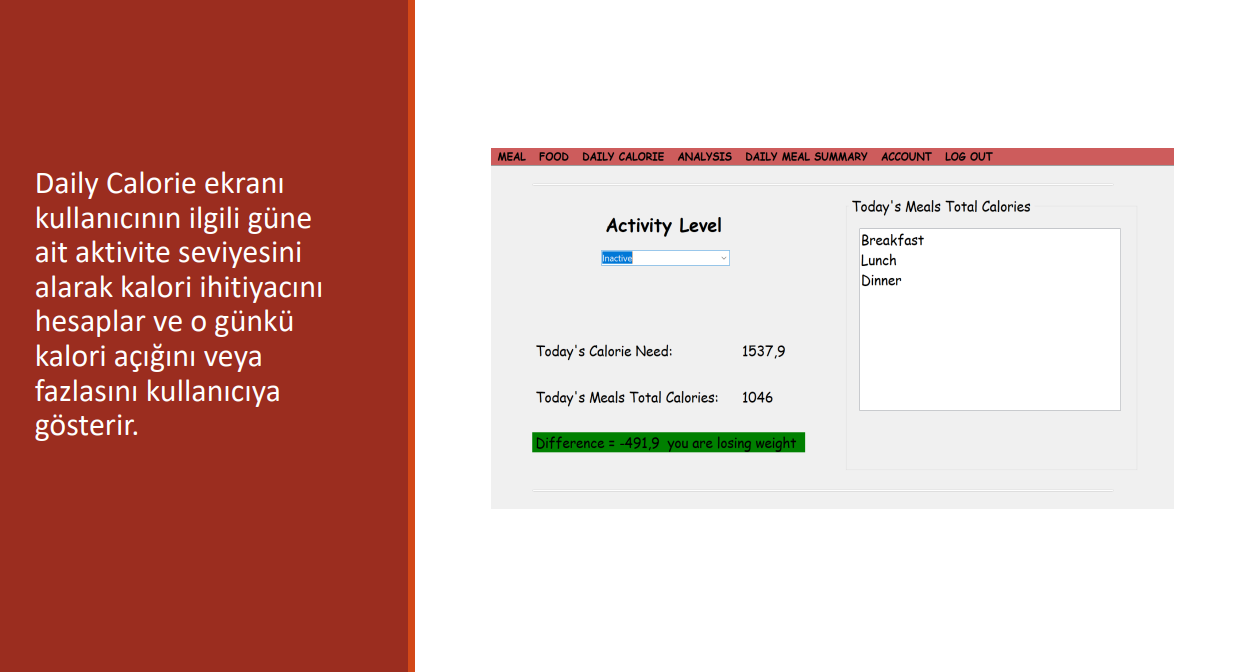 Daily Calorie ekranı
kullanıcının ilgili güne
ait aktivite seviyesini
alarak kalori ihitiyacını
hesaplar ve o günkü
kalori açığını veya
fazlasını kullanıcıya
gösterir.
MEAL FOOD DAILY CALORIE ANALYSIS DAILY MEAL SUMMARY ACCOUNT LOG OUT
Activity Level
Inactive
Today's Calorie Need: 1537,9
Today's Meals Total Calories: 1046
Difference = -491,9 you are losing weight
Today's Meals Total Calories
Breakfast
Lunch
Dinner